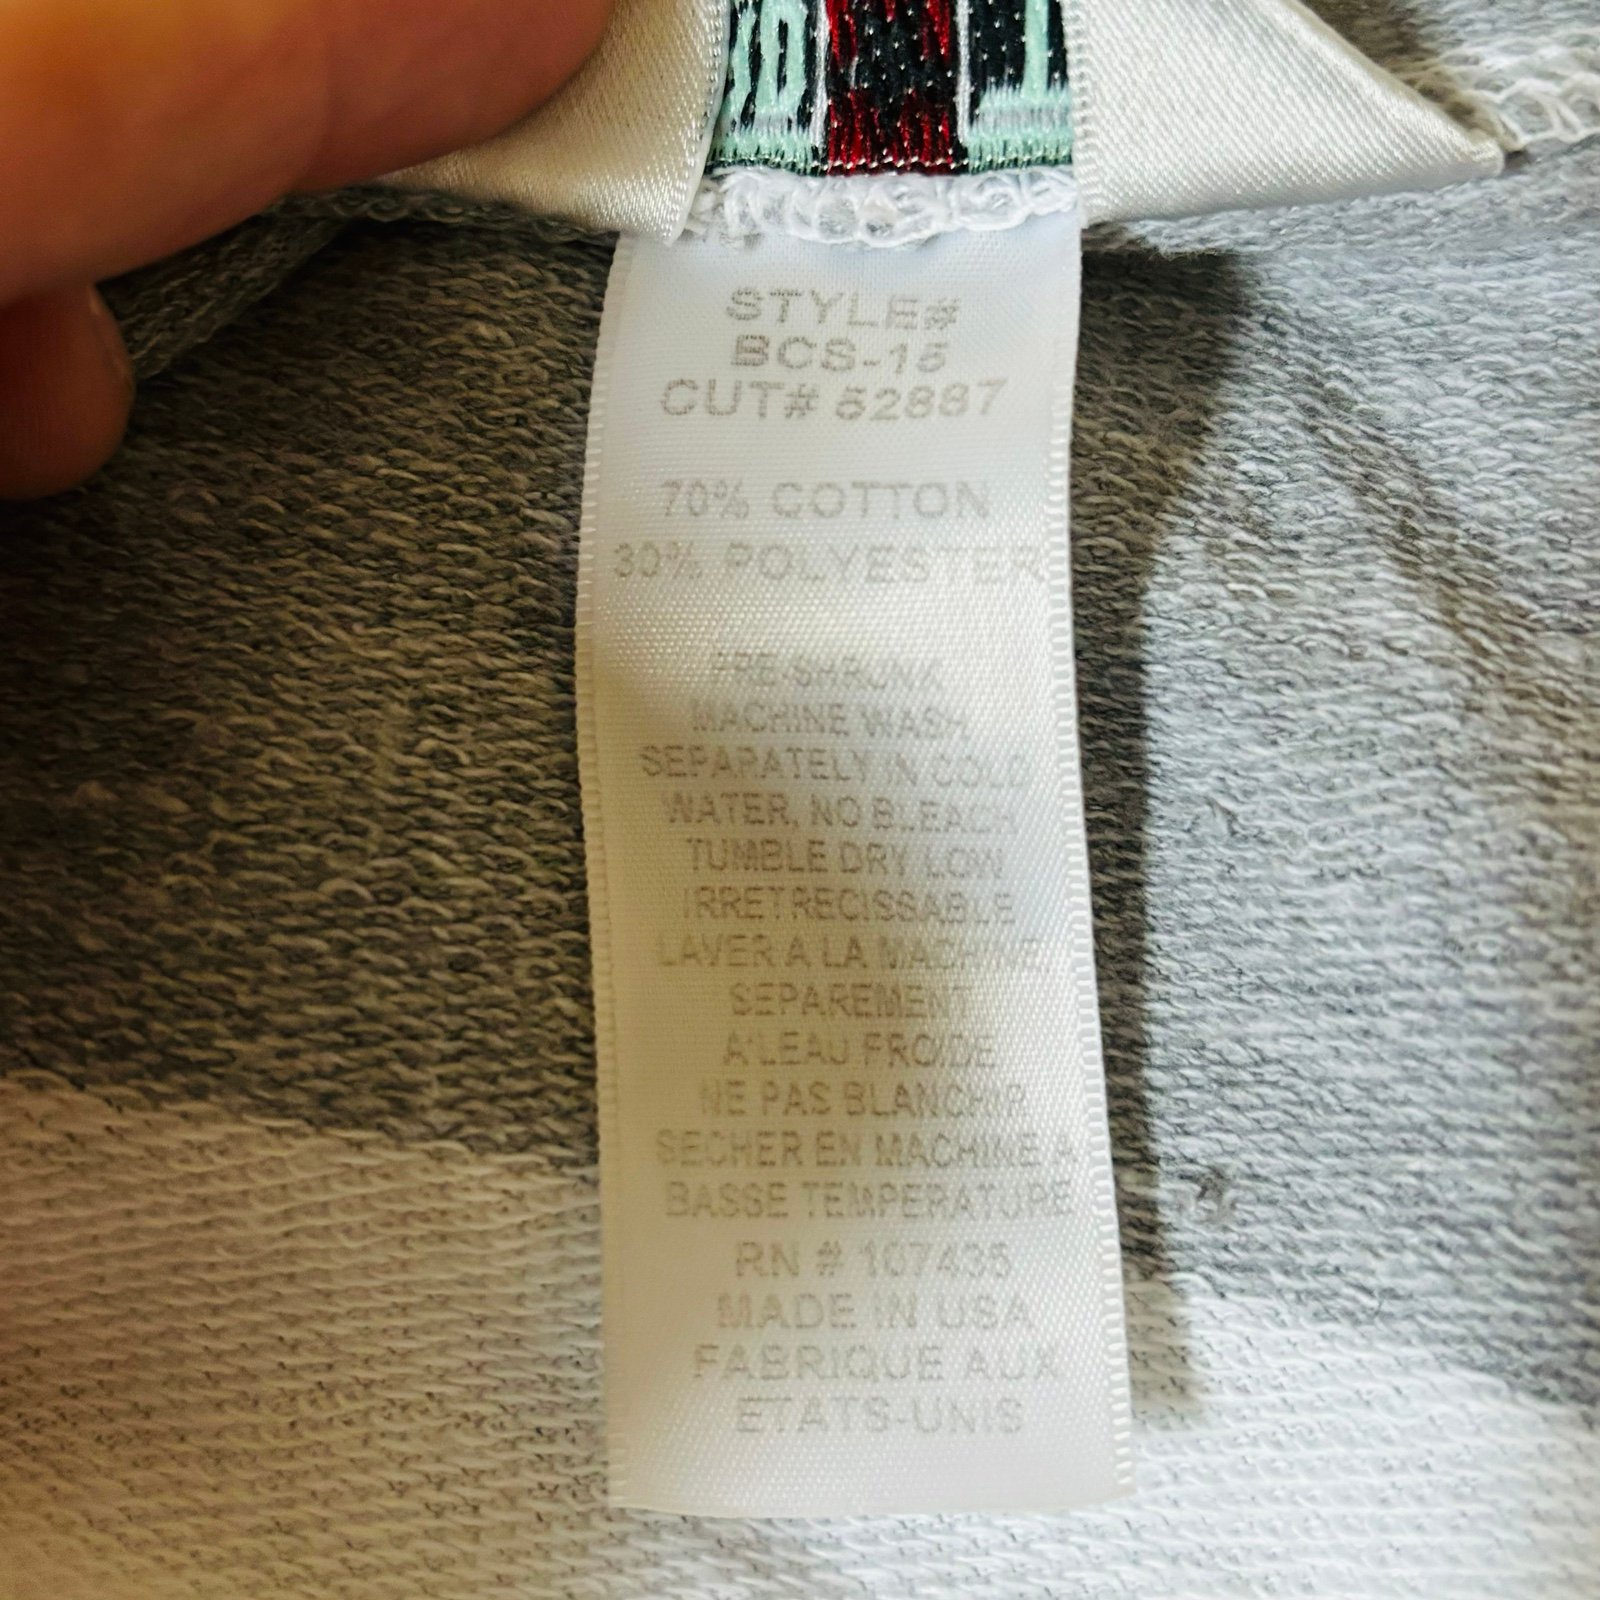 STYLE#
BCS-15
CUT# 52887
70% COTTON
30% POLYESTER
PRE SHRUNK
MACHINE WASH
SEPARATELY IN COLD
WATER, NO BLEACH
TUMBLE DRY LOW
IRRETRECISSABLE
LAVER A LA MACHINE,
SEPAREMENT
A'LEAU FROIDE
NE PAS BLANCHIR
SECHER EN MACHINE A
BASSE TEMPERATURE
RN # 107435
MADE IN USA
FABRIQUE AUX
ETATS-UNIS